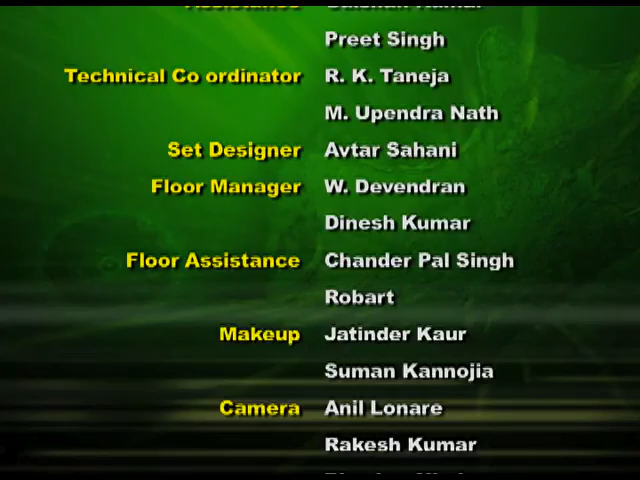 Assistance
Preet Singh
Technical Co ordinator R. K. Taneja
M. Upendra Nath
Set Designer Avtar Sahani
Floor Manager W. Devendran
Dinesh Kumar
Floor Assistance Chander Pal Singh
Robart
Makeup Jatinder Kaur
Suman Kannojia
Camera Anil Lonare
Rakesh Kumar